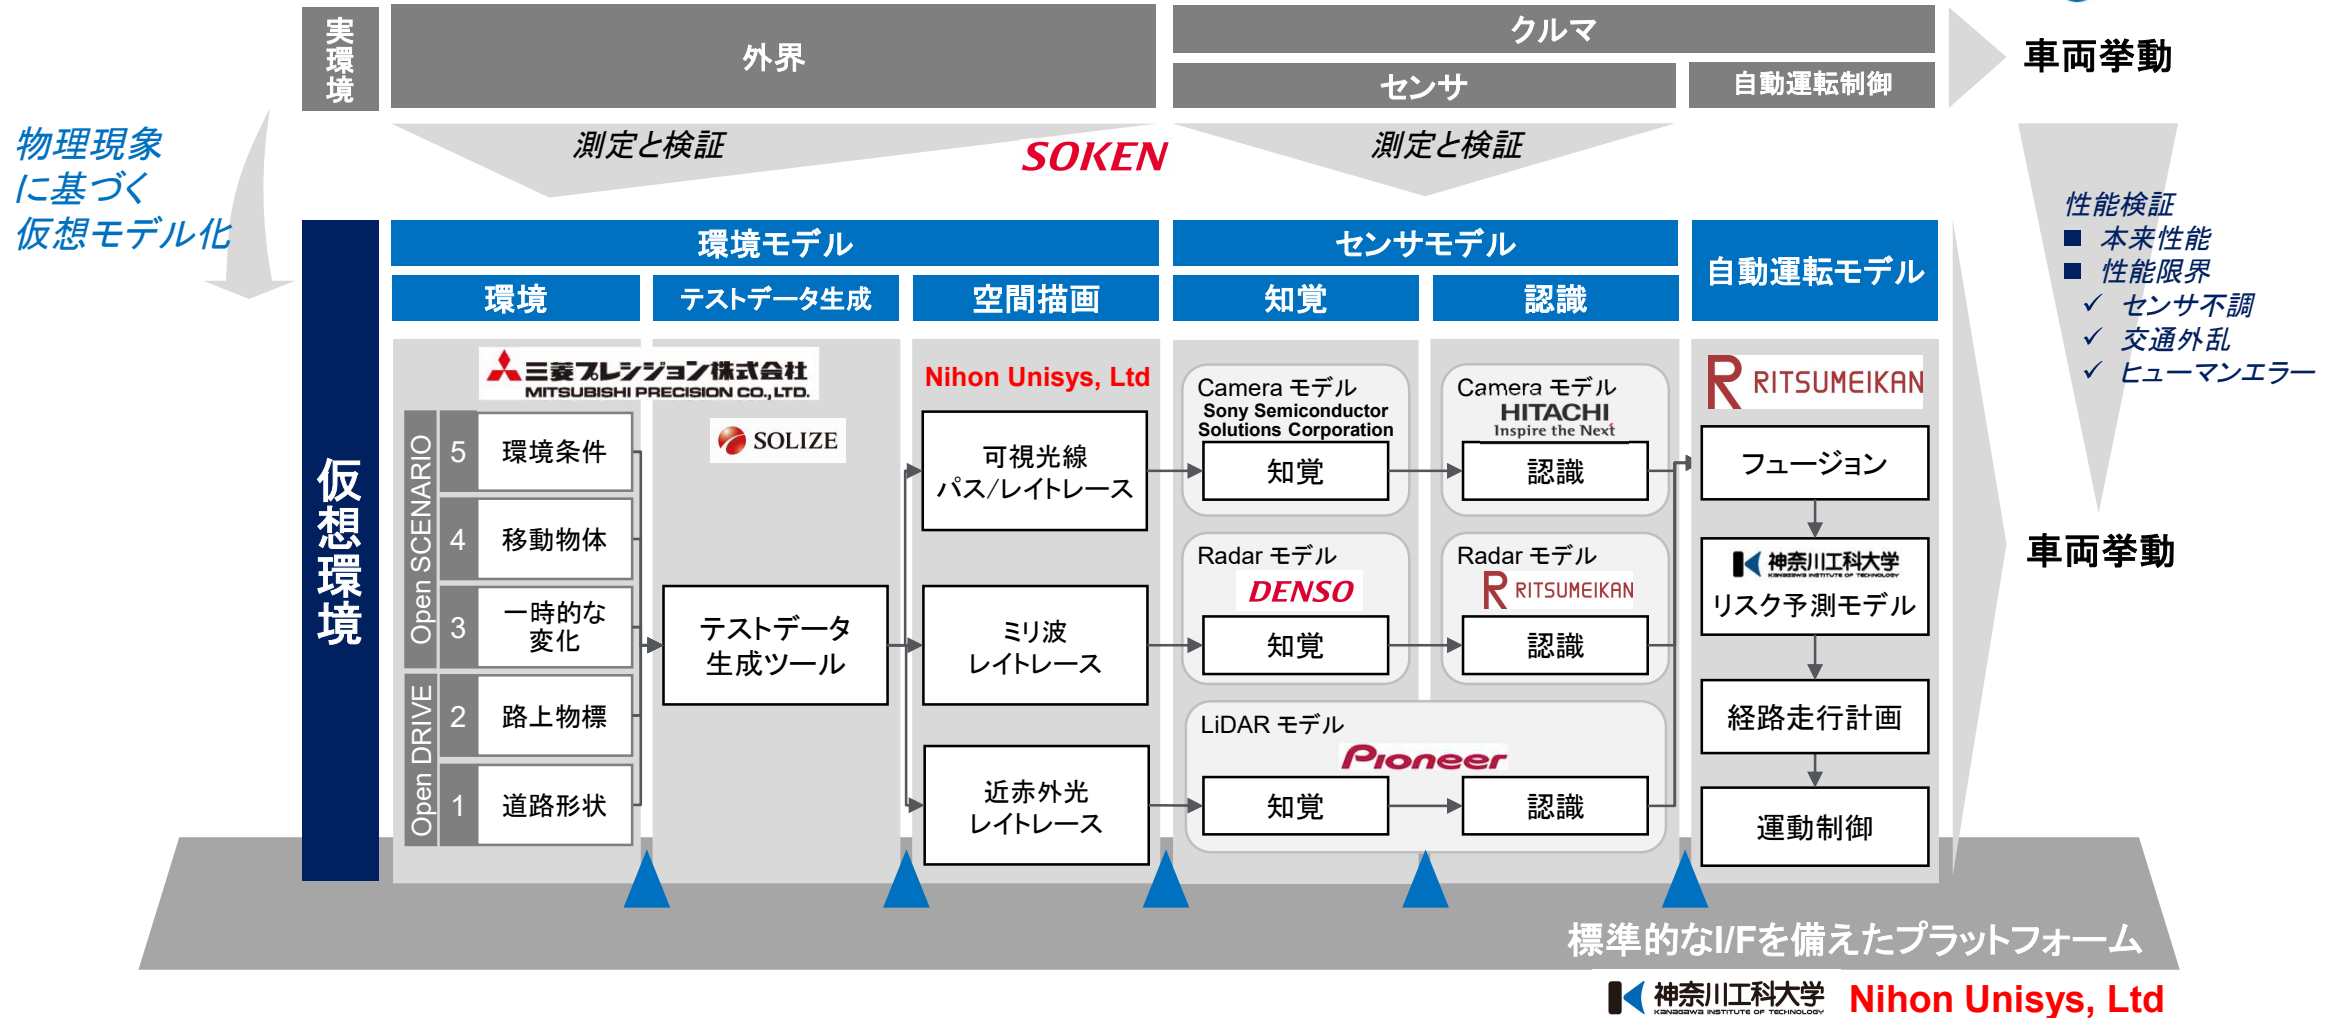 実環境
外界
クルマ
センサ
自動運転制御
車両挙動
物理現象
に基づく
仮想モデル化
測定と検証
SOKEN
測定と検証
性能検証
本来性能
性能限界
センサ不調
交通外乱
ヒューマンエラー
車両挙動
仮想環境
環境モデル
センサモデル
自動運転モデル
環境
テストデータ生成
空間描画
知覚
認識
三菱プレシジョン株式会社
MITSUBISHI PRECISION CO.,LTD.
Open SCENARIO
5
環境条件
4
移動物体
3
一時的な
変化
Open DRIVE
2
路上物標
1
道路形状
SOLIZE
テストデータ
生成ツール
Nihon Unisys, Ltd
可視光線
パス/レイトレース
ミリ波
レイトレース
近赤外光
レイトレース
Camera モデル
Sony Semiconductor
Solutions Corporation
知覚
Camera モデル
HITACHI
Inspire the Next
認識
Radar モデル
DENSO
知覚
Radar モデル
RITSUMEIKAN
認識
LiDAR モデル
Pioneer
知覚
認識
RITSUMEIKAN
フュージョン
神奈川工科大学
KANAGAWA INSTITUTE OF TECHNOLOGY
リスク予測モデル
経路走行計画
運動制御
標準的なI/Fを備えたプラットフォーム
神奈川工科大学
KANAGAWA INSTITUTE OF TECHNOLOGY
Nihon Unisys, Ltd